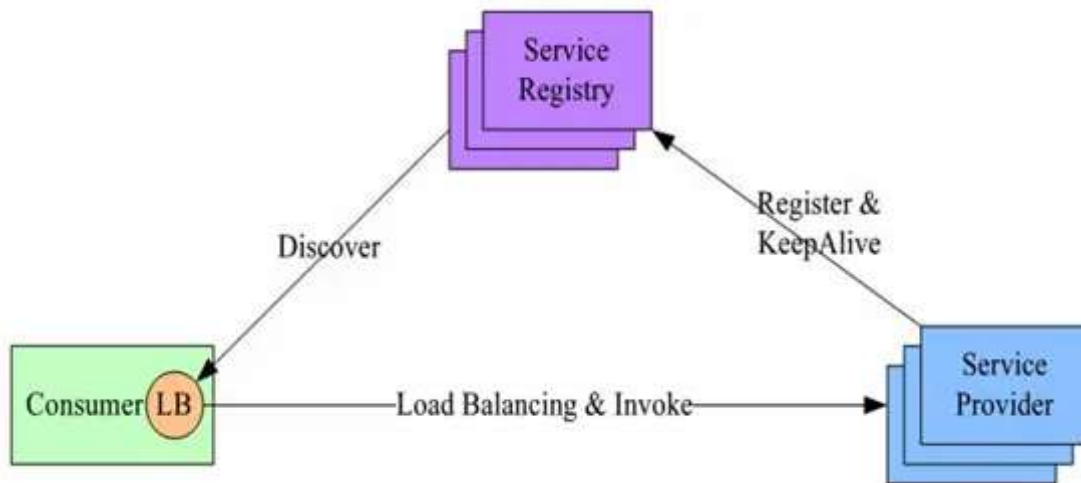 Service
Registry
Register &
KeepAlive
Discover
Service
Provider
Consumer
LB
Load Balancing & Invoke